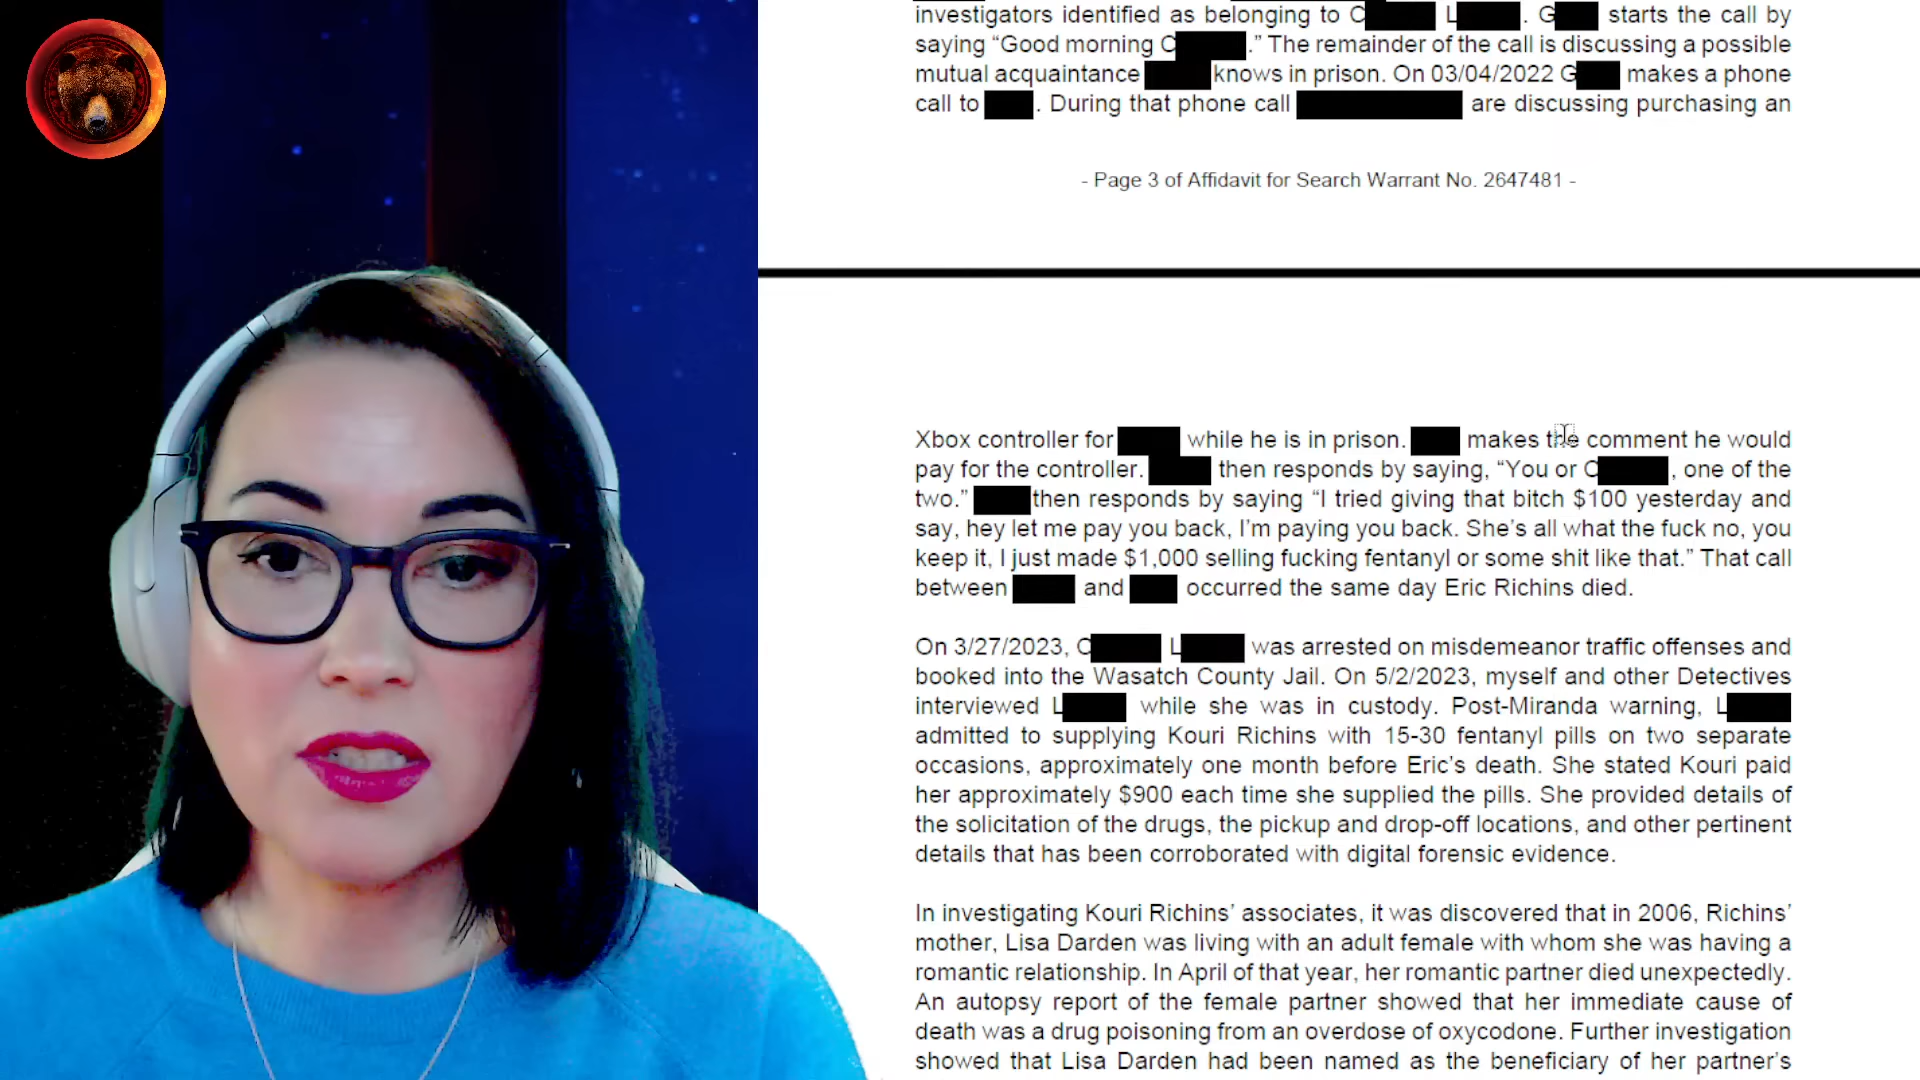 investigators identified as belonging to C L . G starts the call by
saying “Good morning C .” The remainder of the call is discussing a possible
mutual acquaintance knows in prison. On 03/04/2022 G makes a phone
call to . During that phone call are discussing purchasing an
- Page 3 of Affidavit for Search Warrant No. 2647481 -
Xbox controller for while he is in prison. makes the comment he would
pay for the controller. then responds by saying, “You or C , one of the
two.” then responds by saying “I tried giving that bitch $100 yesterday and
say, hey let me pay you back, I’m paying you back. She’s all what the fuck no, you
keep it, I just made $1,000 selling fucking fentanyl or some shit like that.” That call
between and occurred the same day Eric Richins died.
On 3/27/2023, C L was arrested on misdemeanor traffic offenses and
booked into the Wasatch County Jail. On 5/2/2023, myself and other Detectives
interviewed L while she was in custody. Post-Miranda warning, L
admitted to supplying Kouri Richins with 15-30 fentanyl pills on two separate
occasions, approximately one month before Eric’s death. She stated Kouri paid
her approximately $900 each time she supplied the pills. She provided details of
the solicitation of the drugs, the pickup and drop-off locations, and other pertinent
details that has been corroborated with digital forensic evidence.
In investigating Kouri Richins’ associates, it was discovered that in 2006, Richins’
mother, Lisa Darden was living with an adult female with whom she was having a
romantic relationship. In April of that year, her romantic partner died unexpectedly.
An autopsy report of the female partner showed that her immediate cause of
death was a drug poisoning from an overdose of oxycodone. Further investigation
showed that Lisa Darden had been named as the beneficiary of her partner’s